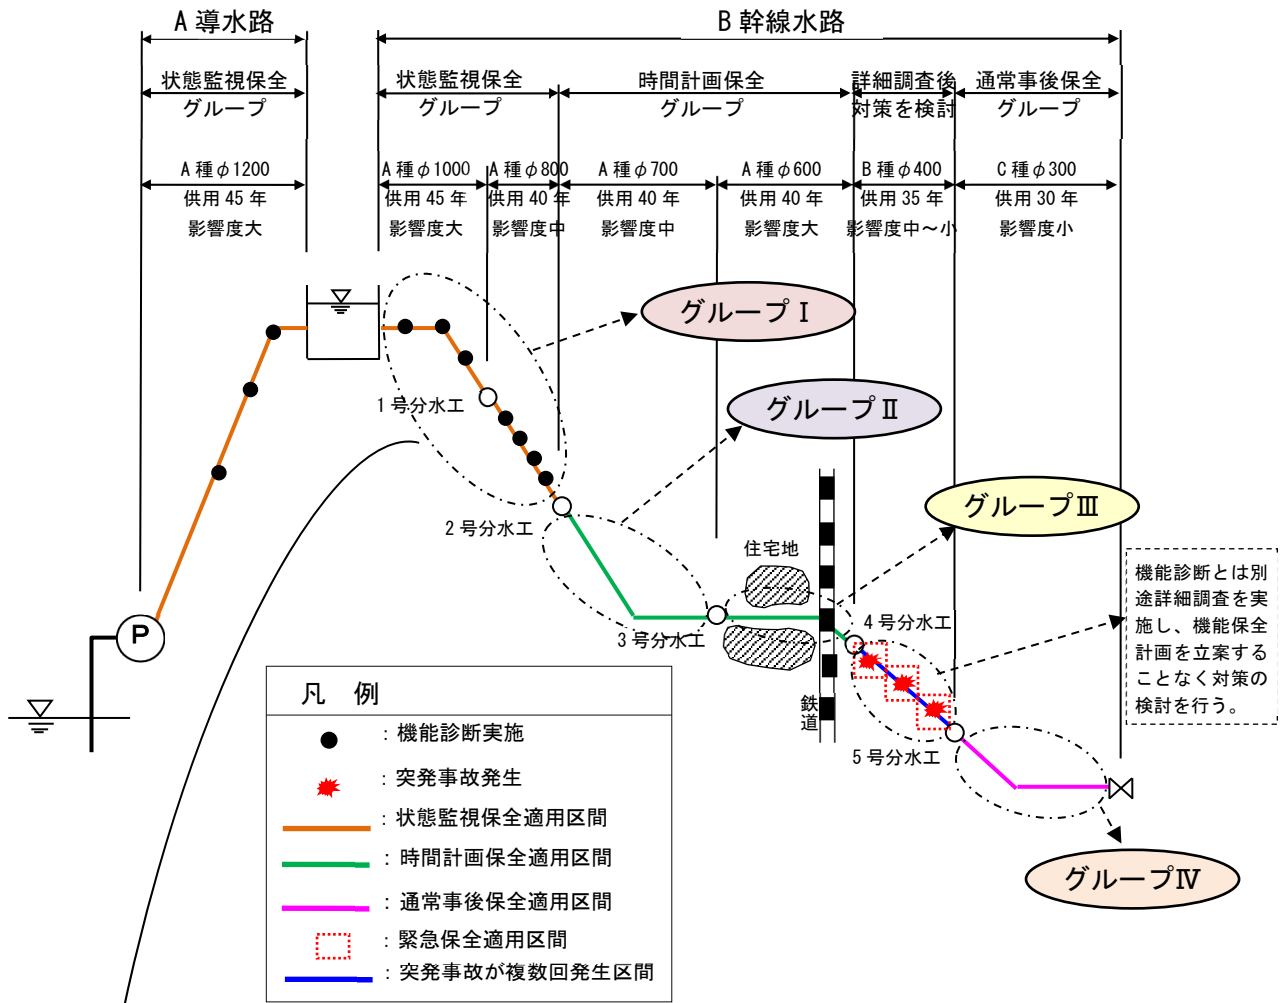 A 導水路
B 幹線水路
状態監視保全
グループ
状態監視保全
グループ
時間計画保全
グループ
詳細調査後
対策を検討
通常事後保全
グループ
A 種φ1200
供用 45 年
影響度大
A 種φ1000
供用 45 年
影響度大
A 種φ800
供用 40 年
影響度中
A 種φ700
供用 40 年
影響度中
A 種φ600
供用 40 年
影響度大
B 種φ400
供用 35 年
影響度中～小
C 種φ300
供用 30 年
影響度小
グループⅠ
1 号分水工
グループⅡ
2 号分水工
グループⅢ
住宅地
3 号分水工
4 号分水工
鉄道
5 号分水工
機能診断とは別
途詳細調査を実
施し、機能保全
計画を立案する
ことなく対策の
検討を行う。
P
グループⅣ
凡 例
：機能診断実施
：突発事故発生
：状態監視保全適用区間
：時間計画保全適用区間
：通常事後保全適用区間
：緊急保全適用区間
：突発事故が複数回発生区間